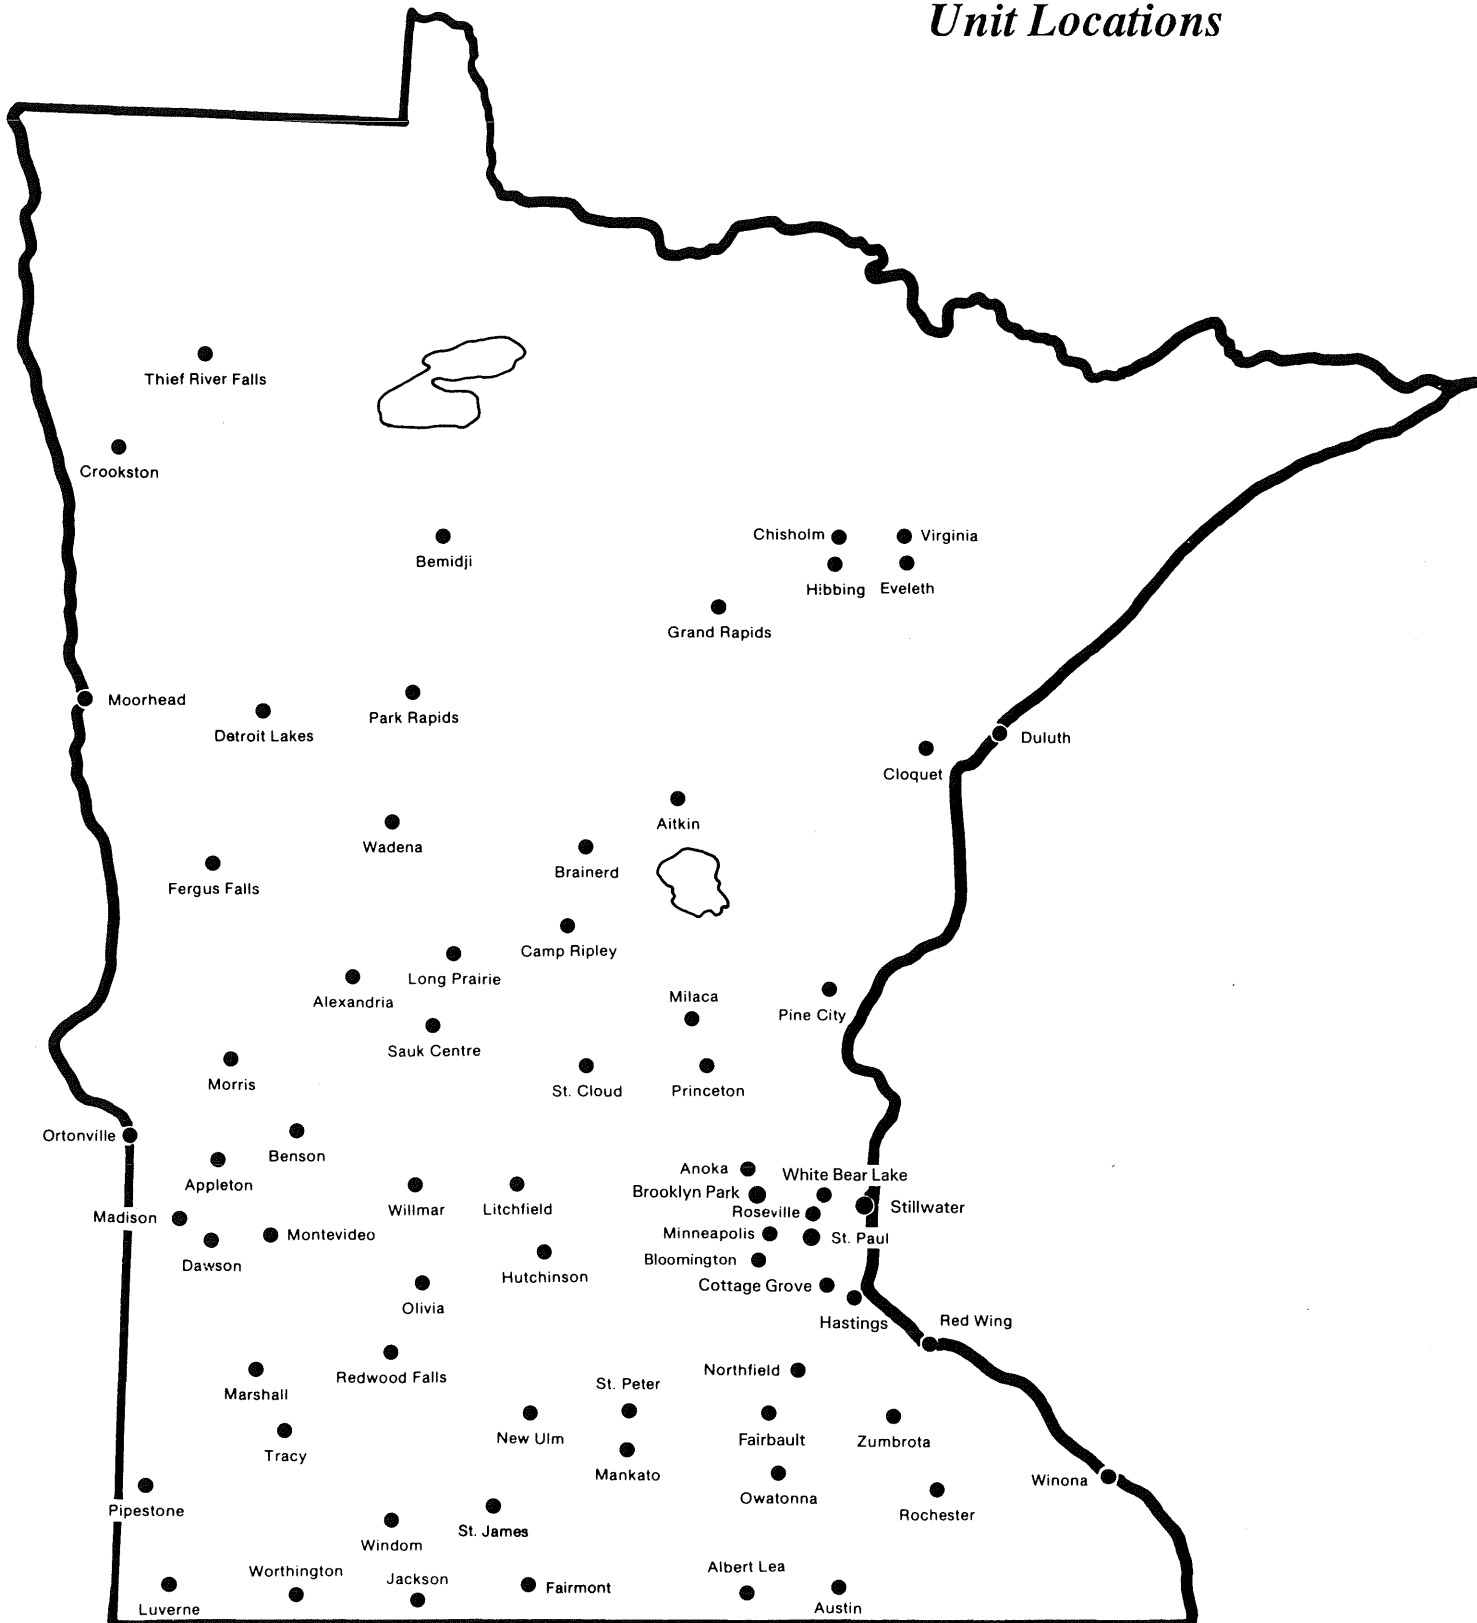 Unit Locations
Thief River Falls
Crookston
Bemidji
Chisholm
Virginia
Hibbing
Eveleth
Grand Rapids
Moorhead
Park Rapids
Detroit Lakes
Duluth
Cloquet
Aitkin
Wadena
Brainerd
Fergus Falls
Camp Ripley
Long Prairie
Alexandria
Milaca
Pine City
Sauk Centre
Morris
St. Cloud
Princeton
Ortonville
Benson
Anoka
White Bear Lake
Appleton
Brooklyn Park
Willmar
Litchfield
Roseville
Stillwater
Madison
Montevideo
Minneapolis
St. Paul
Dawson
Bloomington
Hutchinson
Cottage Grove
Olivia
Hastings
Red Wing
Northfield
Redwood Falls
St. Peter
Marshall
New Ulm
Fairbault
Zumbrota
Tracy
Mankato
Winona
Owatonna
Pipestone
Rochester
St. James
Windom
Albert Lea
Worthington
Jackson
Fairmont
Luverne
Austin